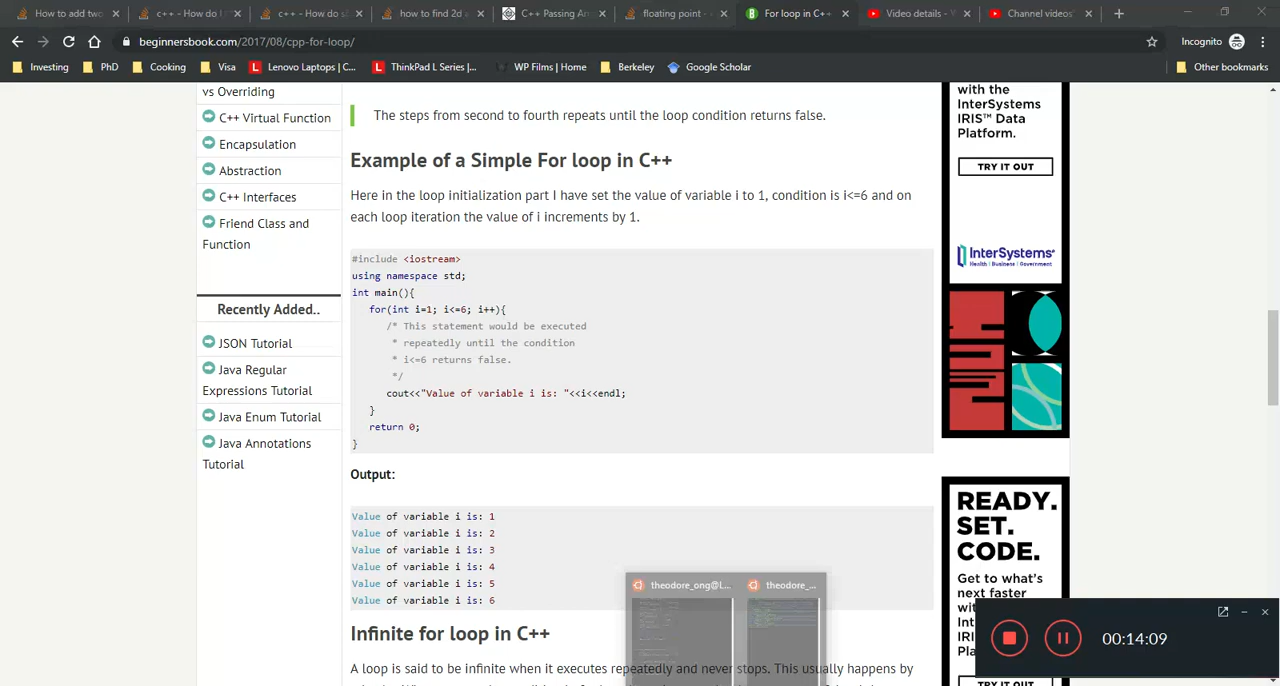 How to add two
c++ - How do I
c++ - How do s
how to find 2d
C++ Passing An
floating point -
For loop in C++
Video details - Y
Channel videos
beginnersbook.com/2017/08/cpp-for-loop/
Incognito
Investing
PhD
Cooking
Visa
Lenovo Laptops | C...
ThinkPad L Series |...
WP Films | Home
Berkeley
Google Scholar
Other bookmarks
vs Overriding
C++ Virtual Function
Encapsulation
Abstraction
C++ Interfaces
Friend Class and
Function
Recently Added..
JSON Tutorial
Java Regular
Expressions Tutorial
Java Enum Tutorial
Java Annotations
Tutorial
The steps from second to fourth repeats until the loop condition returns false.
Example of a Simple For loop in C++
Here in the loop initialization part I have set the value of variable i to 1, condition is i<=6 and on
each loop iteration the value of i increments by 1.
#include <iostream>
using namespace std;
int main(){
for(int i=1; i<=6; i++){
/* This statement would be executed
* repeatedly until the condition
* i<=6 returns false.
*/
cout<<"Value of variable i is: "<<i<<endl;
}
return 0;
}
Output:
Value of variable i is: 1
Value of variable i is: 2
Value of variable i is: 3
Value of variable i is: 4
Value of variable i is: 5
Value of variable i is: 6
Infinite for loop in C++
A loop is said to be infinite when it executes repeatedly and never stops. This usually happens by
theodore_ong@L...
theodore_...
with the
InterSystems
IRIS™ Data
Platform.
TRY IT OUT
InterSystems
Health | Business | Government
READY.
SET.
CODE.
Get to what's
next faster
TRY IT OUT
00:14:09